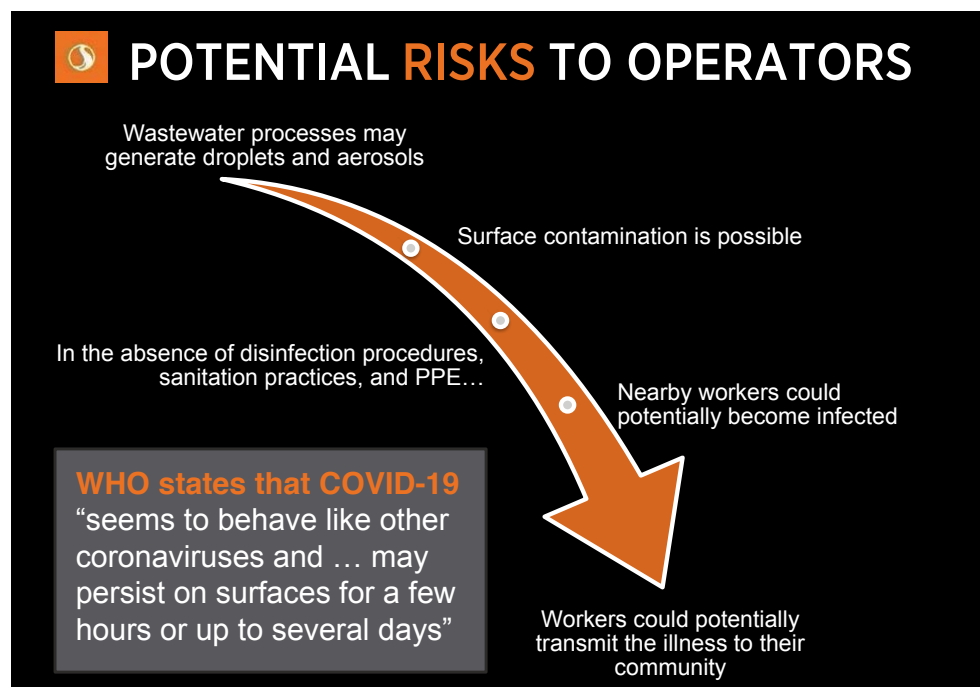 POTENTIAL RISKS TO OPERATORS
Wastewater processes may
generate droplets and aerosols
Surface contamination is possible
In the absence of disinfection procedures,
sanitation practices, and PPE…
Nearby workers could
potentially become infected
WHO states that COVID-19
“seems to behave like other
coronaviruses and … may
persist on surfaces for a few
hours or up to several days”
Workers could potentially
transmit the illness to their
community